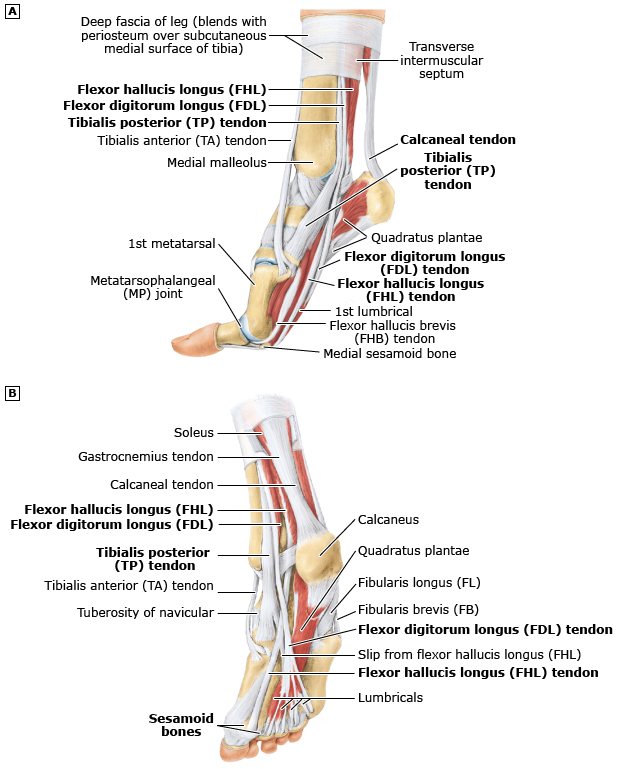 A
Deep fascia of leg (blends with
periosteum over subcutaneous
medial surface of tibia)
Transverse
intermuscular
septum
Flexor hallucis longus (FHL)
Flexor digitorum longus (FDL)
Tibialis posterior (TP) tendon
Tibialis anterior (TA) tendon
Medial malleolus
Calcaneal tendon
Tibialis
posterior (TP)
tendon
Quadratus plantae
1st metatarsal
Flexor digitorum longus
(FDL) tendon
Metatarsophalangeal
(MP) joint
Flexor hallucis longus
(FHL) tendon
1st lumbrical
Flexor hallucis brevis
(FHB) tendon
Medial sesamoid bone
B
Soleus
Gastrocnemius tendon
Calcaneal tendon
Flexor hallucis longus (FHL)
Flexor digitorum longus (FDL)
Calcaneus
Tibialis posterior
(TP) tendon
Quadratus plantae
Tibialis anterior (TA) tendon
Fibularis longus (FL)
Tuberosity of navicular
Fibularis brevis (FB)
Flexor digitorum longus (FDL) tendon
Slip from flexor hallucis longus (FHL)
Flexor hallucis longus (FHL) tendon
Lumbricals
Sesamoid
bones